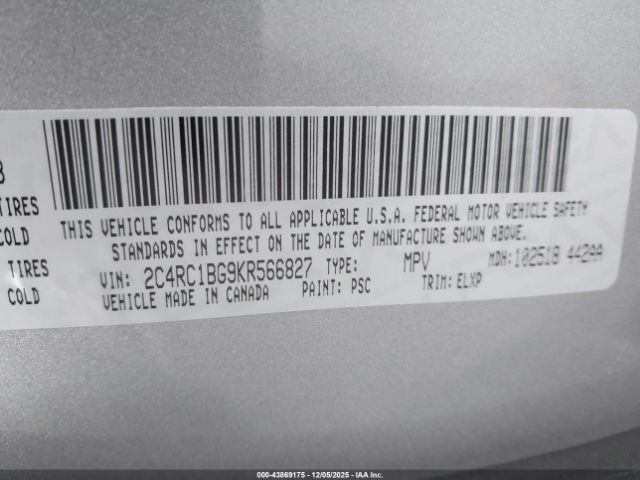 8
TIRES
COLD
TIRES
COLD
THIS VEHICLE CONFORMS TO ALL APPLICABLE U.S.A. FEDERAL MOTOR VEHICLE SAFETY
STANDARDS IN EFFECT ON THE DATE OF MANUFACTURE SHOWN ABOVE.
VIN: 2C4RC1BG9KR566827 TYPE: MPV MDH: 102518 442AA
VEHICLE MADE IN CANADA PAINT: PSC TRIM: ELXP
000-43869175 - 12/05/2025 - © IAA Inc.